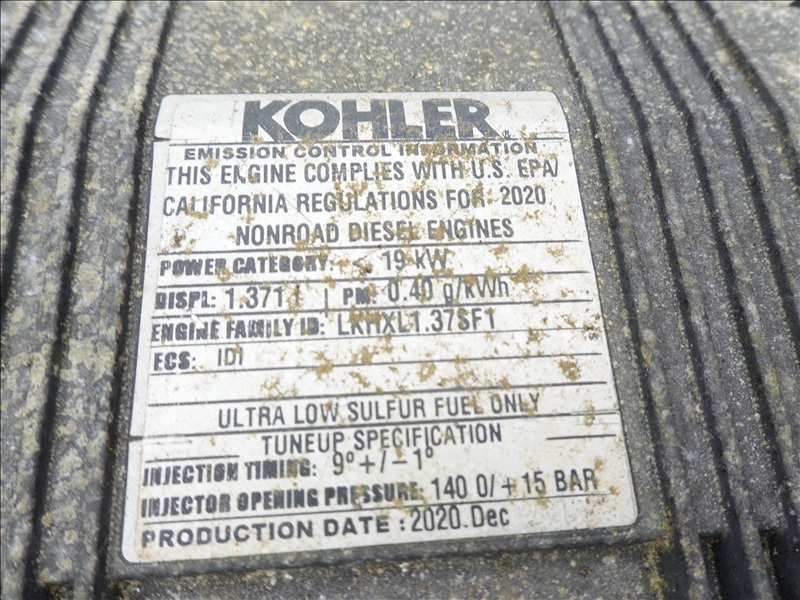 KOHLER®
EMISSION CONTROL INFORMATION
THIS ENGINE COMPLIES WITH U.S. EPA/
CALIFORNIA REGULATIONS FOR: 2020
NONROAD DIESEL ENGINES
POWER CATEGORY: < 19 kW
DISPL: 1.371 l | PM: 0.40 g/kWh
ENGINE FAMILY ID: LKHXL1.37SF1
ECS: IDI
ULTRA LOW SULFUR FUEL ONLY
TUNEUP SPECIFICATION
INJECTION TIMING: 9°+/-1°
INJECTOR OPENING PRESSURE: 140 0/+15 BAR
PRODUCTION DATE : 2020.Dec